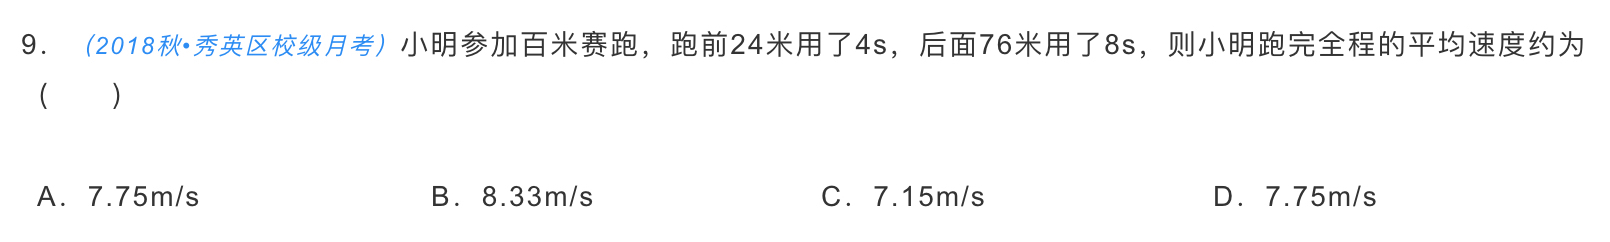 9. （2018秋•秀英区校级月考）小明参加百米赛跑，跑前24米用了4s，后面76米用了8s，则小明跑完全程的平均速度约为
（　　）
A. 7.75m/s　　B. 8.33m/s　　C. 7.15m/s　　D. 7.75m/s